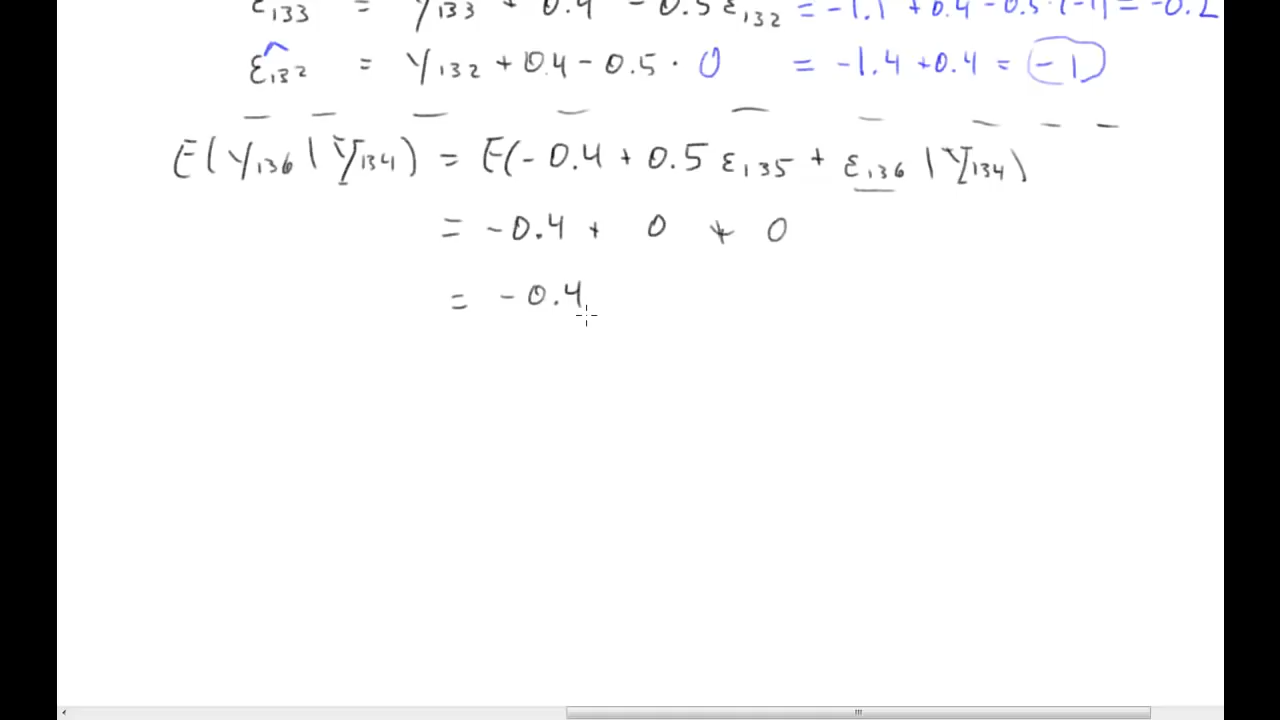 ε₁₃₃ = y₁₃₃ + 0.4 - 0.5 ε₁₃₂ = -1.1 + 0.4 - 0.5·(-1) = -0.2
ε̂₁₃₂ = y₁₃₂ + 0.4 - 0.5 · 0 = -1.4 + 0.4 = -1
E(y₁₃₆ | Y₁₃₄) = E(-0.4 + 0.5 ε₁₃₅ + ε₁₃₆ | Y₁₃₄)
= -0.4 + 0 + 0
= -0.4